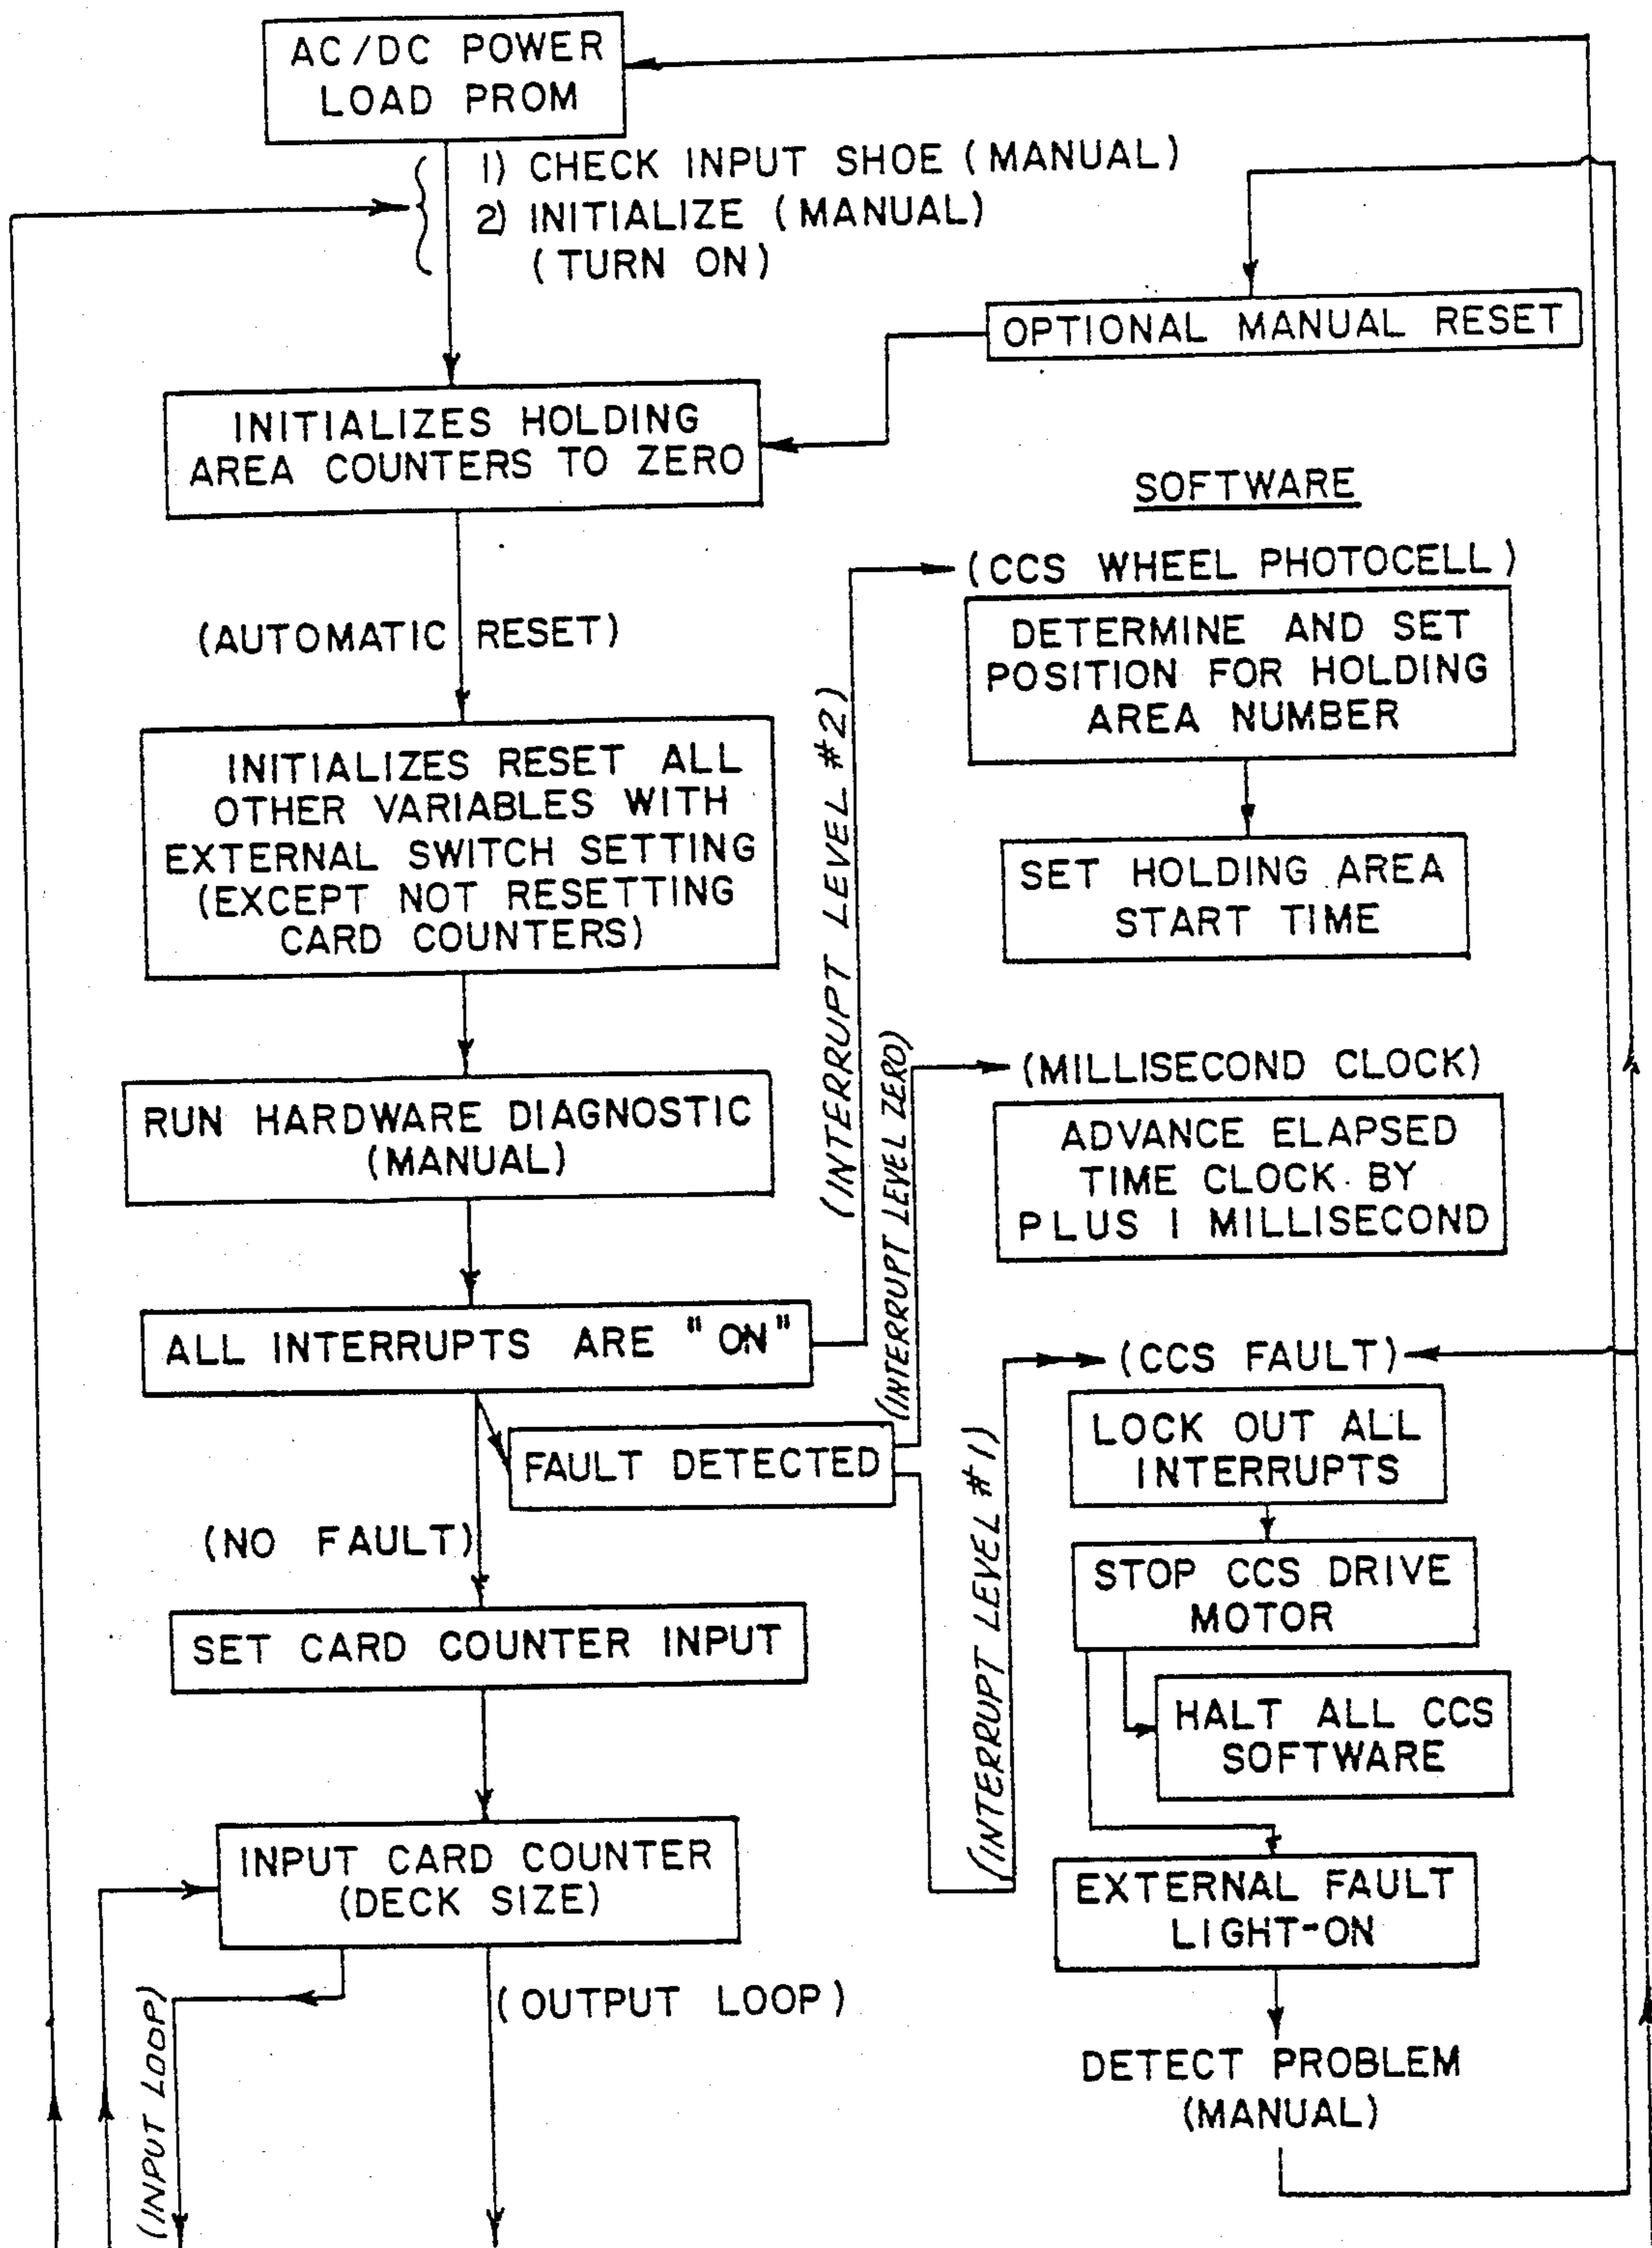 AC/DC POWER
LOAD PROM
1) CHECK INPUT SHOE (MANUAL)
2) INITIALIZE (MANUAL)
(TURN ON)
OPTIONAL MANUAL RESET
INITIALIZES HOLDING
AREA COUNTERS TO ZERO
SOFTWARE
(CCS WHEEL PHOTOCELL)
DETERMINE AND SET
POSITION FOR HOLDING
AREA NUMBER
(AUTOMATIC RESET)
(INTERRUPT LEVEL #2)
INITIALIZES RESET ALL
OTHER VARIABLES WITH
EXTERNAL SWITCH SETTING
(EXCEPT NOT RESETTING
CARD COUNTERS)
SET HOLDING AREA
START TIME
(INTERRUPT LEVEL ZERO)
(MILLISECOND CLOCK)
ADVANCE ELAPSED
TIME CLOCK BY
PLUS 1 MILLISECOND
RUN HARDWARE DIAGNOSTIC
(MANUAL)
ALL INTERRUPTS ARE "ON"
(CCS FAULT)
LOCK OUT ALL
INTERRUPTS
FAULT DETECTED
(INTERRUPT LEVEL #1)
(NO FAULT)
STOP CCS DRIVE
MOTOR
SET CARD COUNTER INPUT
HALT ALL CCS
SOFTWARE
INPUT CARD COUNTER
(DECK SIZE)
EXTERNAL FAULT
LIGHT-ON
(INPUT LOOP)
(OUTPUT LOOP)
DETECT PROBLEM
(MANUAL)